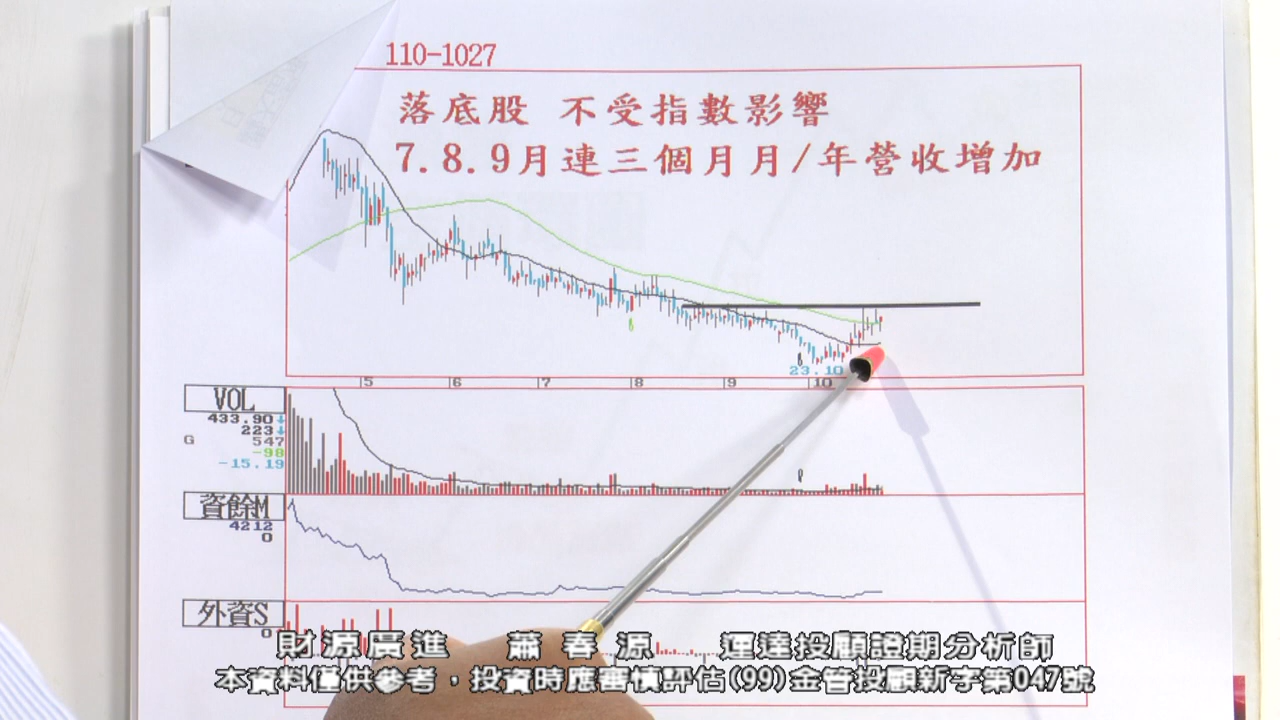 110-1027
落底股 不受指數影響
7.8.9月連三個月月/年營收增加
23.10
5 6 7 8 9 10
VOL
433.90↓
223↓
G 547
-98
-15.19
資餘M
4212
0
外資S
0
財源廣進 蕭春源 運達投顧證期分析師
本資料僅供參考，投資時應審慎評估(99)金管投顧新字第047號